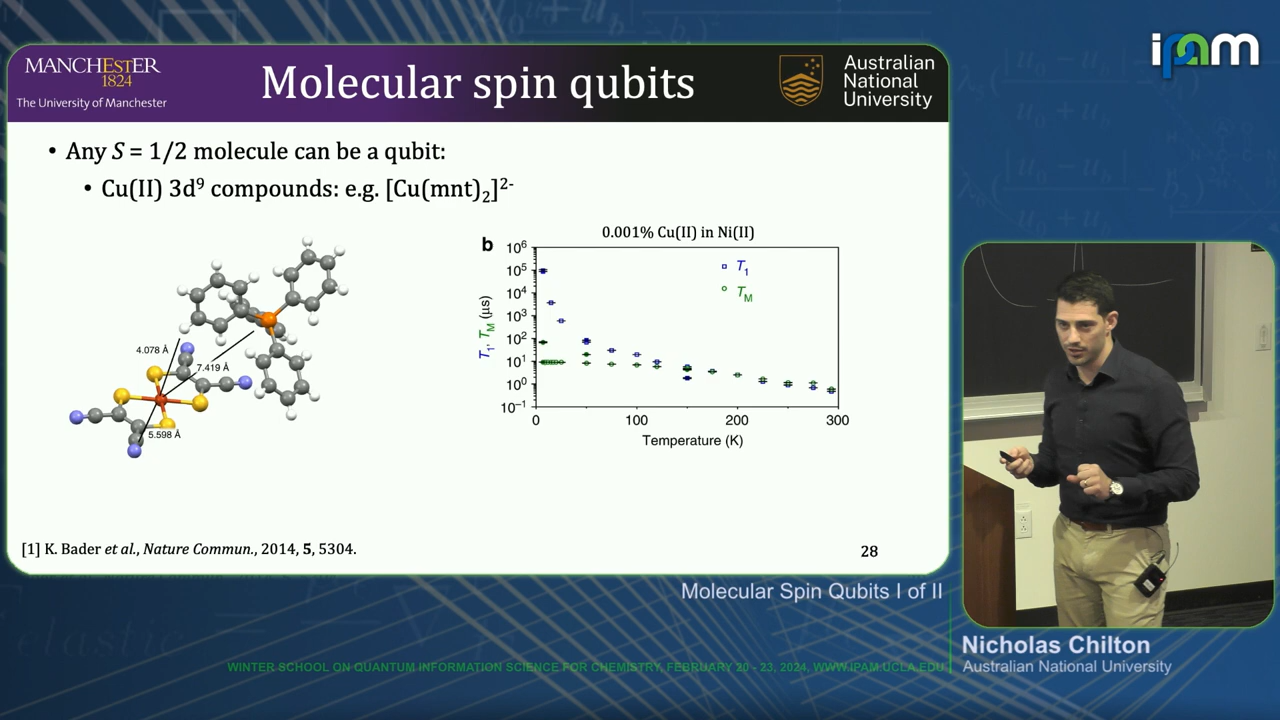 MANCHESTER
1824
The University of Manchester
Molecular spin qubits
Australian
National
University
ipam
• Any S = 1/2 molecule can be a qubit:
• Cu(II) 3d⁹ compounds: e.g. [Cu(mnt)₂]²⁻
4.078 Å
7.419 Å
5.598 Å
b
0.001% Cu(II) in Ni(II)
T₁
T_M
T₁, T_M (μs)
10⁶
10⁵
10⁴
10³
10²
10¹
10⁰
10⁻¹
0
100
200
300
Temperature (K)
[1] K. Bader et al., Nature Commun., 2014, 5, 5304.
28
Molecular Spin Qubits I of II
Nicholas Chilton
Australian National University
WINTER SCHOOL ON QUANTUM INFORMATION SCIENCE FOR CHEMISTRY, FEBRUARY 20 - 23, 2024, WWW.IPAM.UCLA.EDU
elastic